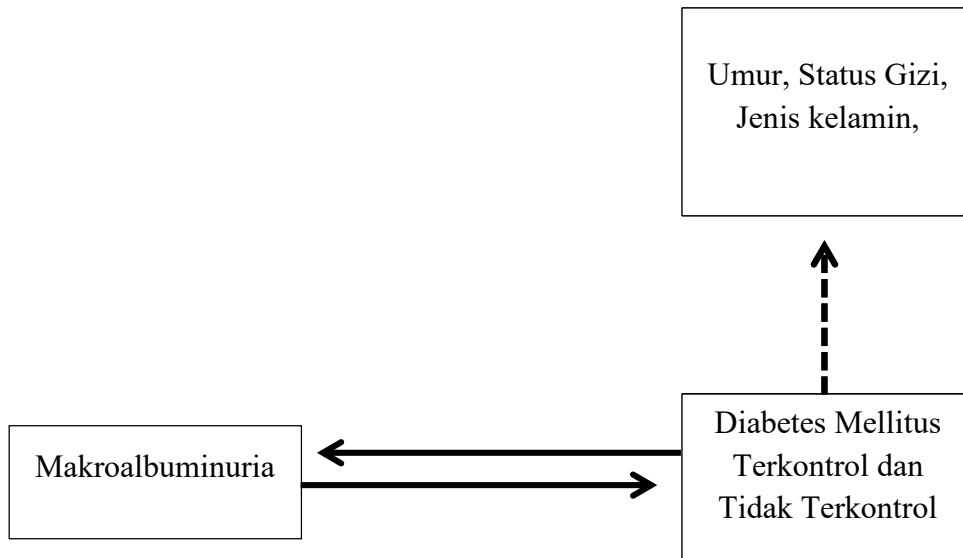 Umur, Status Gizi,
Jenis kelamin,
Makroalbuminuria
Diabetes Mellitus
Terkontrol dan
Tidak Terkontrol